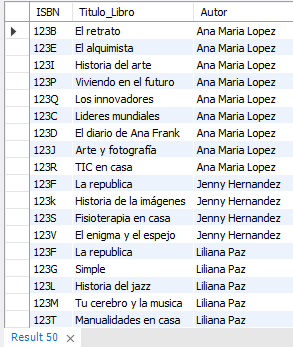 ISBN Titulo_Libro Autor
123B El retrato Ana Maria Lopez
123E El alquimista Ana Maria Lopez
123I Historia del arte Ana Maria Lopez
123P Viviendo en el futuro Ana Maria Lopez
123Q Los innovadores Ana Maria Lopez
123C Lideres mundiales Ana Maria Lopez
123D El diario de Ana Frank Ana Maria Lopez
123J Arte y fotografía Ana Maria Lopez
123R TIC en casa Ana Maria Lopez
123F La republica Jenny Hernandez
123k Historia de la imágenes Jenny Hernandez
123S Fisioterapia en casa Jenny Hernandez
123V El enigma y el espejo Jenny Hernandez
123F La republica Liliana Paz
123G Simple Liliana Paz
123L Historia del jazz Liliana Paz
123M Tu cerebro y la musica Liliana Paz
123T Manualidades en casa Liliana Paz
Result 50